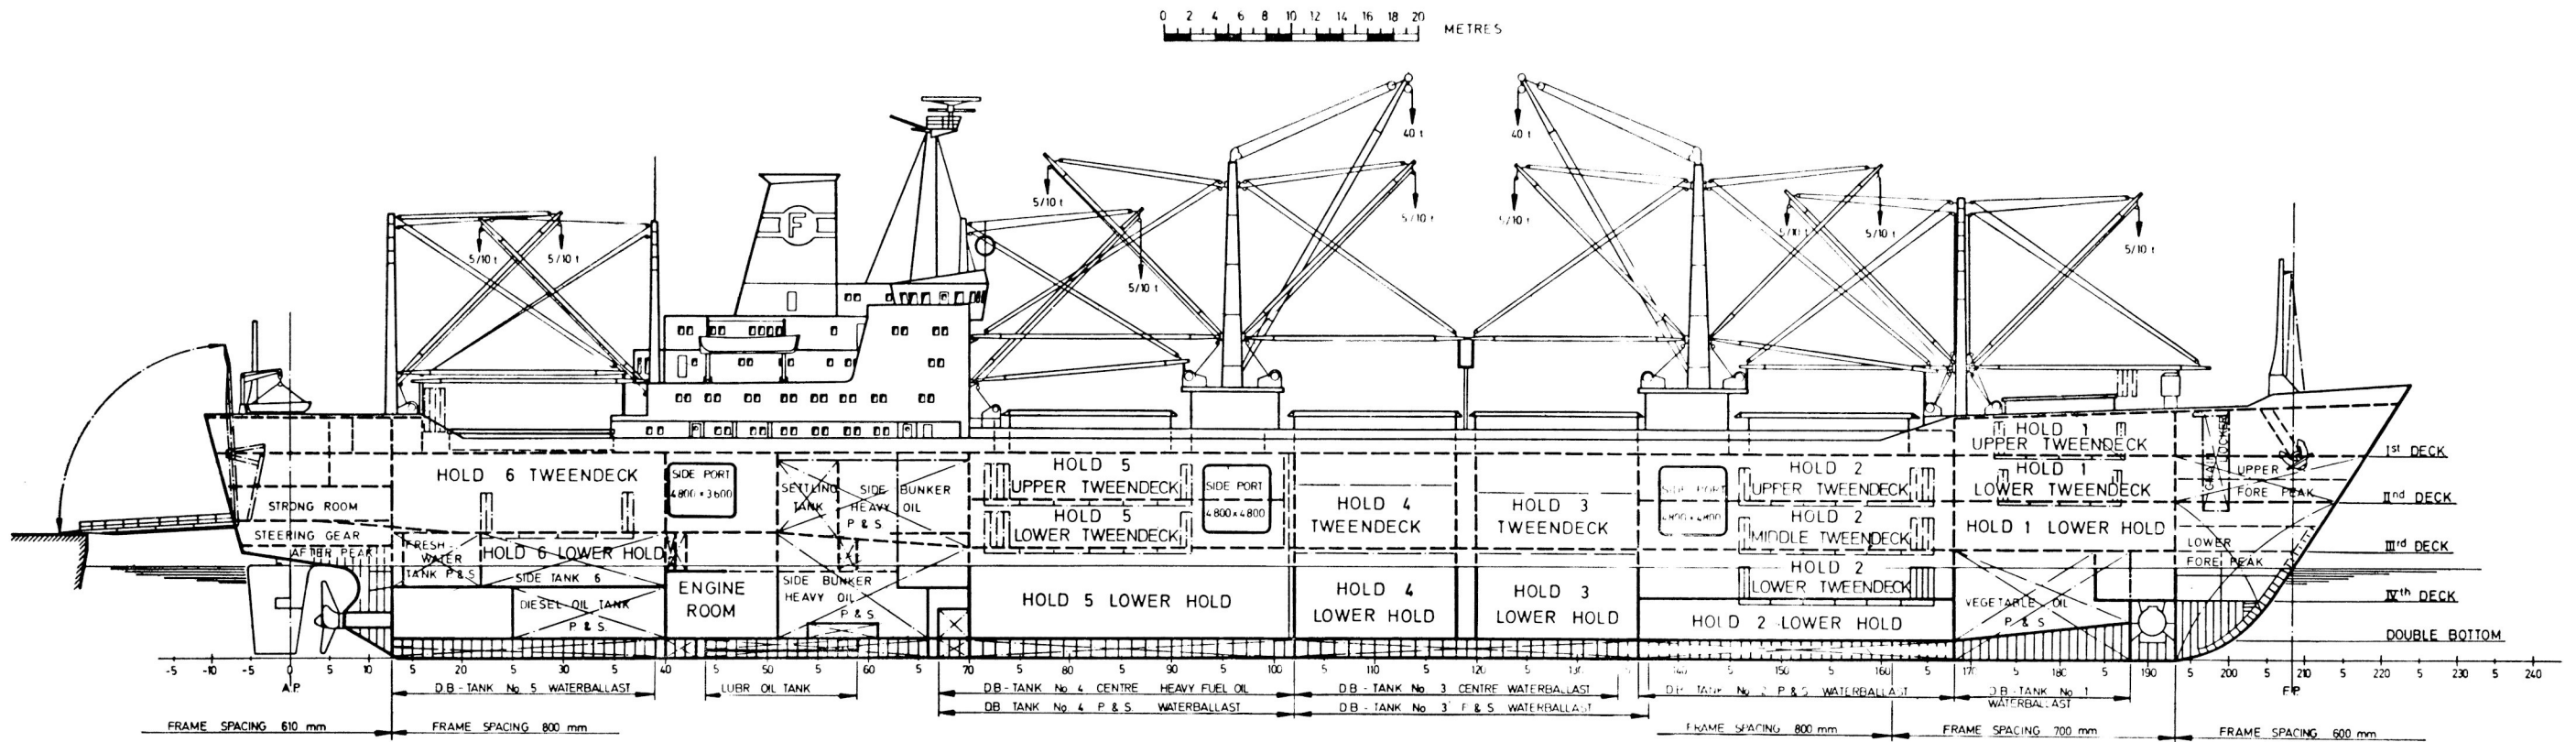 0 2 4 6 8 10 12 14 16 18 20 METRES
40 t 40 t
5/10 t 5/10 t 5/10 t 5/10 t 5/10 t 5/10 t 5/10 t 5/10 t 5/10 t
F
HOLD 6 TWEENDECK
STRONG ROOM
STEERING GEAR
AFTER PEAK
FRESH
WATER
TANK P & S
HOLD 6 LOWER HOLD
SIDE TANK 6
DIESEL OIL TANK
P & S
SIDE PORT
4800 x 3600
ENGINE
ROOM
SETTLING
TANK
SIDE BUNKER
HEAVY OIL
P & S
SIDE BUNKER
HEAVY OIL
P & S
HOLD 5
UPPER TWEENDECK
HOLD 5
LOWER TWEENDECK
HOLD 5 LOWER HOLD
SIDE PORT
4800 x 4800
HOLD 4
TWEENDECK
HOLD 4
LOWER HOLD
HOLD 3
TWEENDECK
HOLD 3
LOWER HOLD
SIDE PORT
4800 x 4800
HOLD 2
UPPER TWEENDECK
HOLD 2
MIDDLE TWEENDECK
HOLD 2
LOWER TWEENDECK
HOLD 2 LOWER HOLD
HOLD 1
UPPER TWEENDECK
HOLD 1
LOWER TWEENDECK
HOLD 1 LOWER HOLD
VEGETABLE OIL
P & S
LOCKER
UPPER
FORE PEAK
LOWER
FORE PEAK
Ist DECK
IInd DECK
IIIrd DECK
IVth DECK
DOUBLE BOTTOM
-5 -10 -5 0 5 10 5 20 5 30 5 40 5 50 5 60 5 70 5 80 5 90 5 100 5 110 5 120 5 130 5 140 5 150 5 160 5 170 5 180 5 190 5 200 5 210 5 220 5 230 5 240
A.P. F.P.
D.B - TANK No 5 WATERBALLAST
LUBR OIL TANK
D B - TANK No 4 CENTRE HEAVY FUEL OIL
D B - TANK No 3 CENTRE WATERBALLAST
DB - TANK No 2 P & S WATERBALLAST
D B - TANK No 1
WATERBALLAST
DB TANK No 4 P & S WATERBALLAST
D B - TANK No 3 P & S WATERBALLAST
FRAME SPACING 610 mm
FRAME SPACING 800 mm
FRAME SPACING 800 mm
FRAME SPACING 700 mm
FRAME SPACING 600 mm